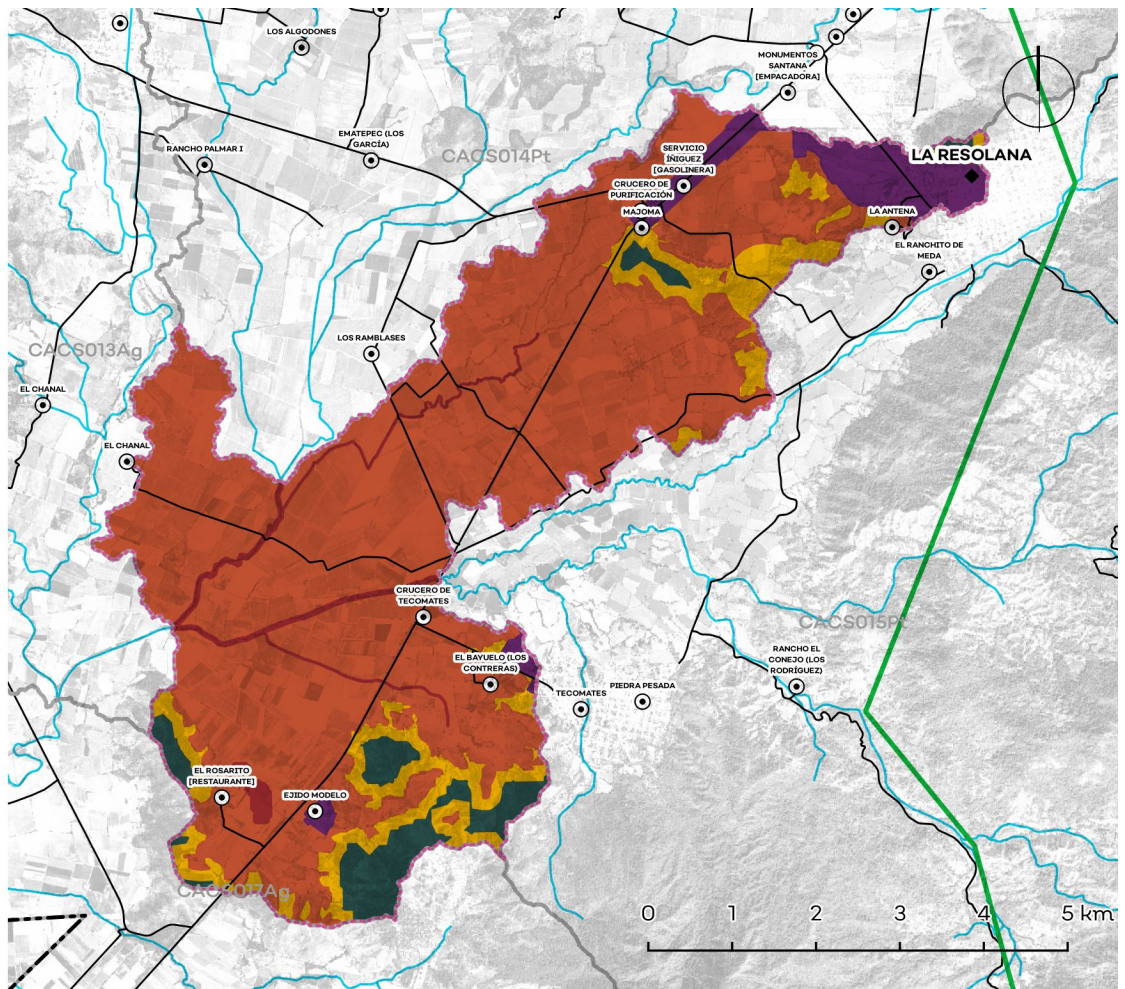 LOS ALGODONES
MONUMENTOS
SANTANA
[EMPACADORA]
EMATEPEC (LOS
GARCÍA)
RANCHO PALMAR I
CACS014Pt
SERVICIO
ÍÑIGUEZ
[GASOLINERA]
LA RESOLANA
CRUCERO DE
PURIFICACIÓN
MAJOMA
LA ANTENA
EL RANCHITO DE
MEDA
LOS RAMBLASES
CACS013Ag
EL CHANAL
EL CHANAL
CRUCERO DE
TECOMATES
CACS015Pt
EL BAYUELO (LOS
CONTRERAS)
RANCHO EL
CONEJO (LOS
RODRÍGUEZ)
TECOMATES
PIEDRA PESADA
EL ROSARITO
[RESTAURANTE]
EJIDO MODELO
CACS017Ag
0 1 2 3 4 5 km